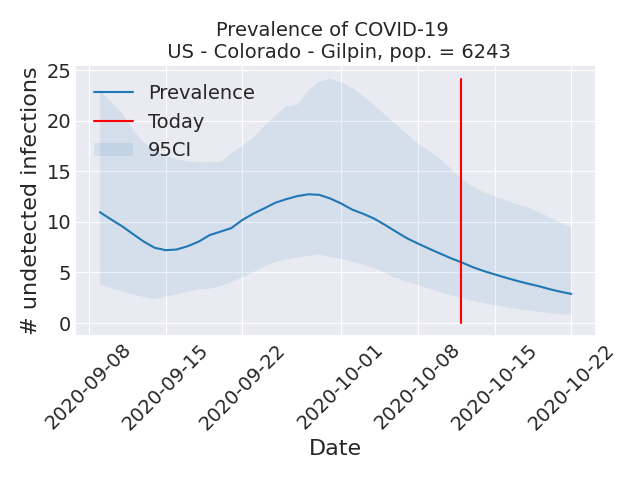 Prevalence of COVID-19
US - Colorado - Gilpin, pop. = 6243
# undetected infections
25
20
15
10
5
0
Prevalence
Today
95CI
2020-09-08
2020-09-15
2020-09-22
2020-10-01
2020-10-08
2020-10-15
2020-10-22
Date